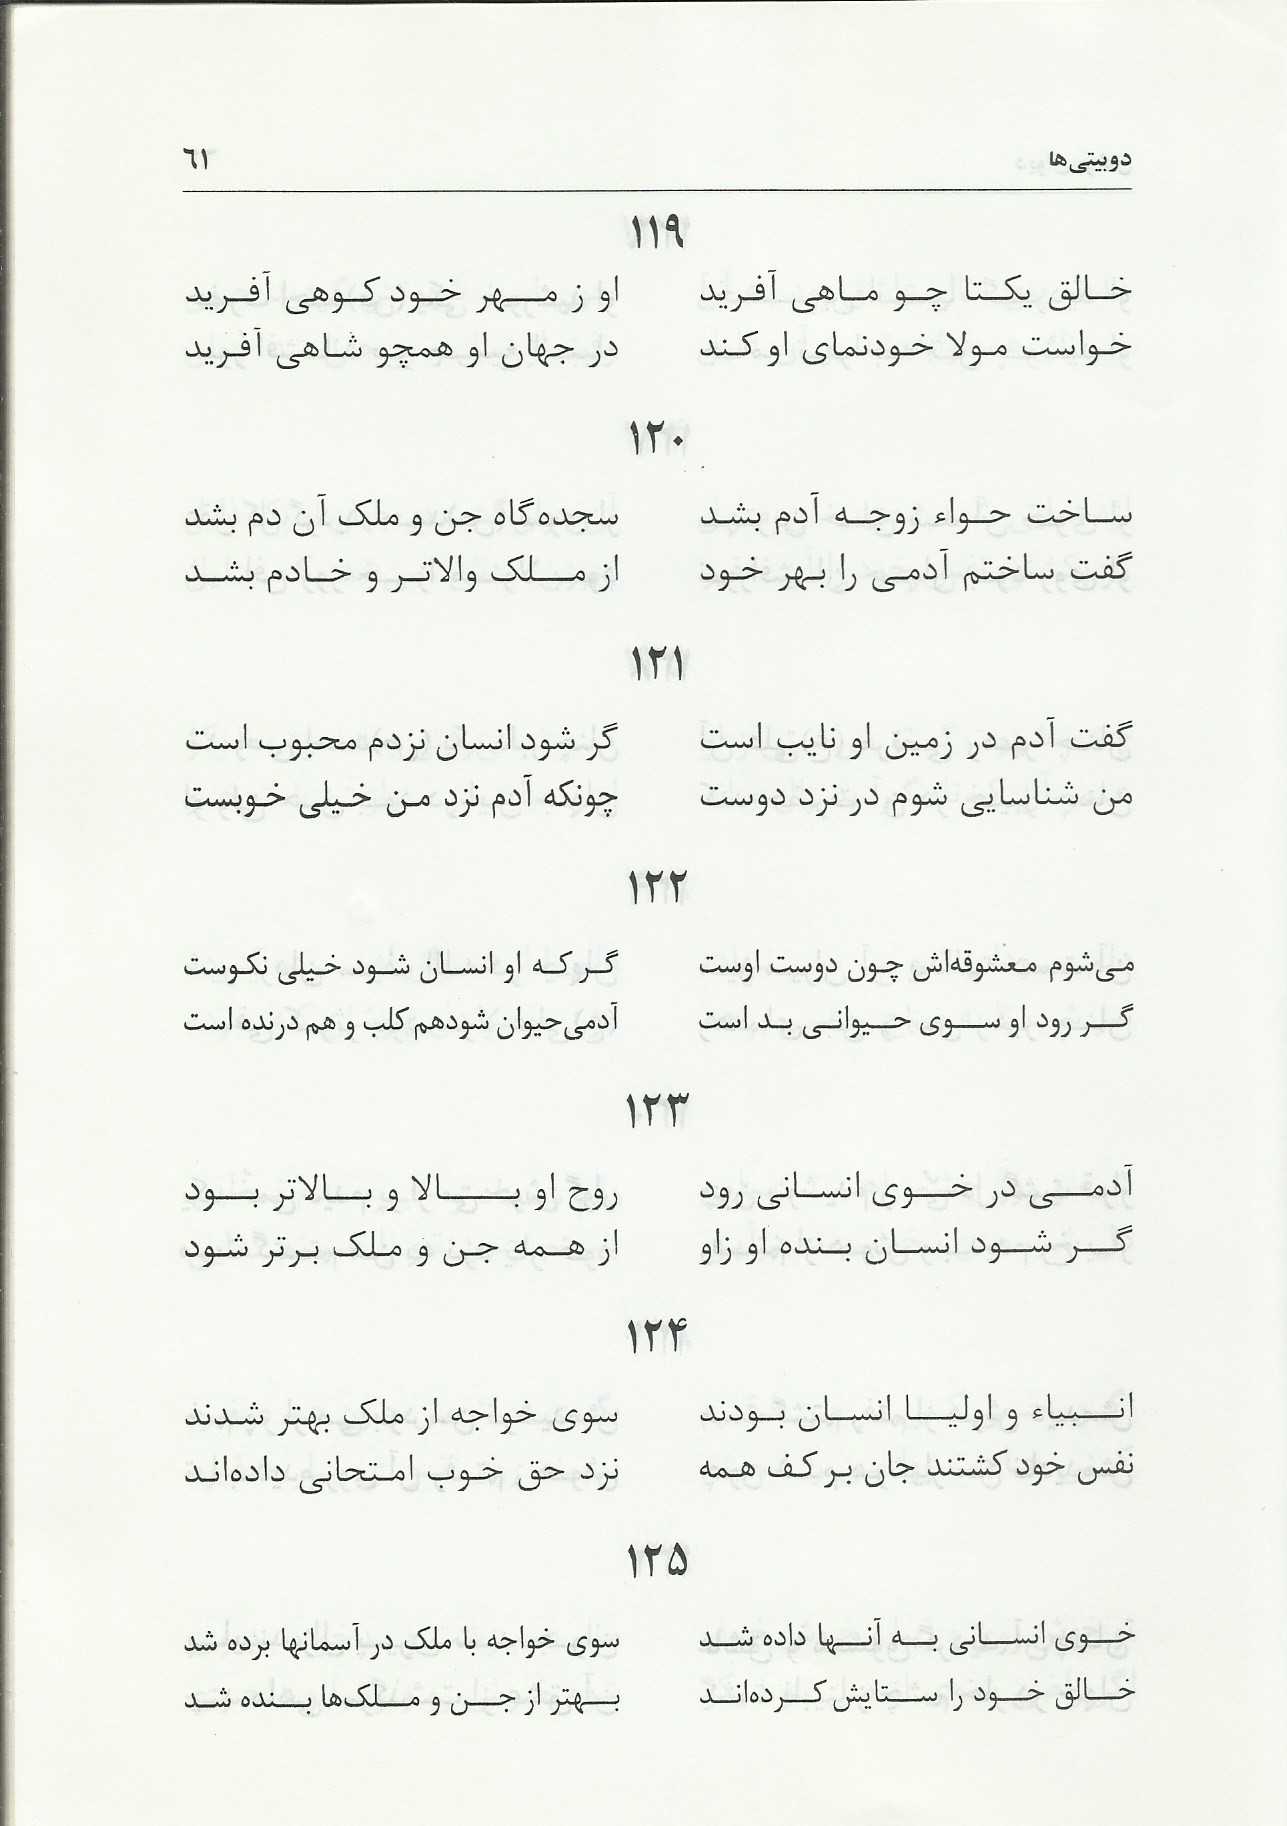 دوبیتی‌ها ۶۱
۱۱۹
خالق یکتا چو ماهی آفرید او ز مهر خود کوهی آفرید
خواست مولا خودنمای او کند در جهان او همچو شاهی آفرید
۱۲۰
ساخت حواء زوجه آدم بشد سجده‌گاه جن و ملک آن دم بشد
گفت ساختم آدمی را بهر خود از ملک والاتر و خادم بشد
۱۲۱
گفت آدم در زمین او نایب است گر شود انسان نزدم محبوب است
من شناسایی شوم در نزد دوست چونکه آدم نزد من خیلی خوبست
۱۲۲
می‌شوم معشوقه‌اش چون دوست اوست گر که او انسان شود خیلی نکوست
گر رود او سوی حیوانی بد است آدمی‌حیوان شودهم کلب و هم درنده است
۱۲۳
آدمی در خوی انسانی رود روح او بالا و بالاتر بود
گر شود انسان بنده او زاو از همه جن و ملک برتر شود
۱۲۴
انبیاء و اولیا انسان بودند سوی خواجه از ملک بهتر شدند
نفس خود کشتند جان بر کف همه نزد حق خوب امتحانی داده‌اند
۱۲۵
خوی انسانی به آنها داده شد سوی خواجه با ملک در آسمانها برده شد
خالق خود را ستایش کرده‌اند بهتر از جن و ملک‌ها بنده شد